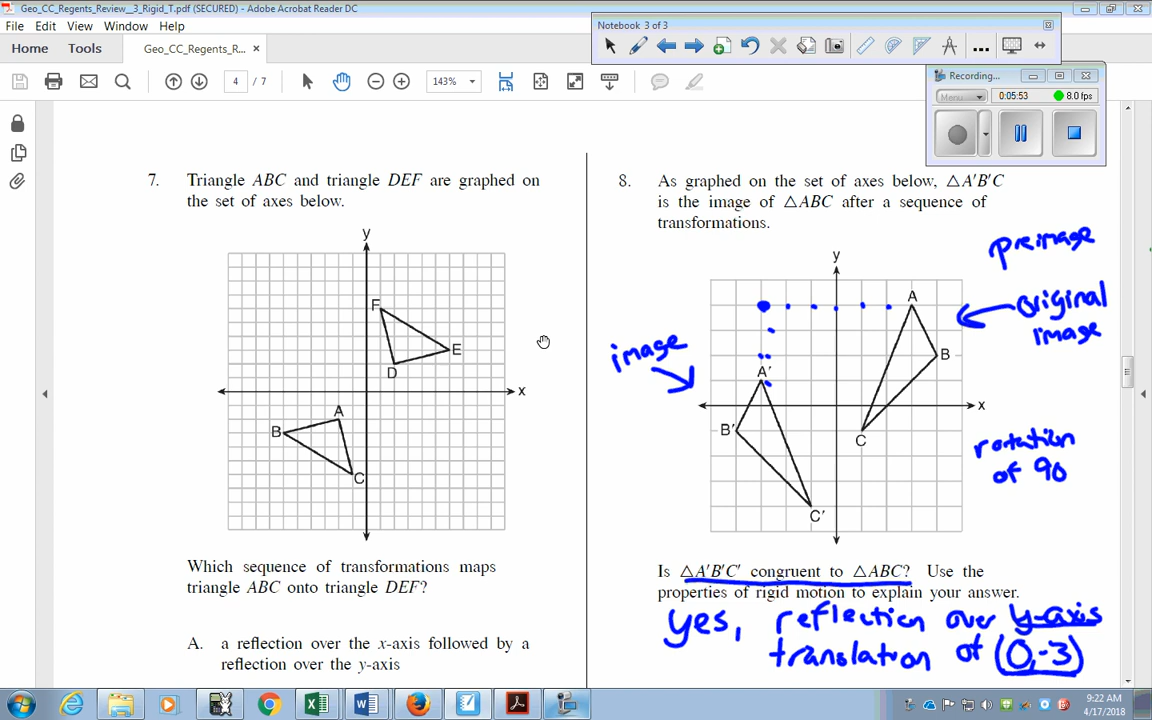 Geo_CC_Regents_Review__3_Rigid_T.pdf (SECURED) - Adobe Acrobat Reader DC
File Edit View Window Help
Home Tools Geo_CC_Regents_R... ×
4 / 7 143%
Notebook 3 of 3
Recording...
Menu 0:05:53 8.0 fps
7. Triangle ABC and triangle DEF are graphed on
the set of axes below.
y
F
E
D
x
A
B
C
Which sequence of transformations maps
triangle ABC onto triangle DEF?
A. a reflection over the x-axis followed by a
reflection over the y-axis
8. As graphed on the set of axes below, △A′B′C
is the image of △ABC after a sequence of
transformations.
preimage
y
A
original
image
image
B
A′
x
B′
C
rotation
of 90
C′
Is △A′B′C′ congruent to △ABC? Use the
properties of rigid motion to explain your answer.
yes, reflection over y-axis
translation of (0,-3)
9:22 AM
4/17/2018